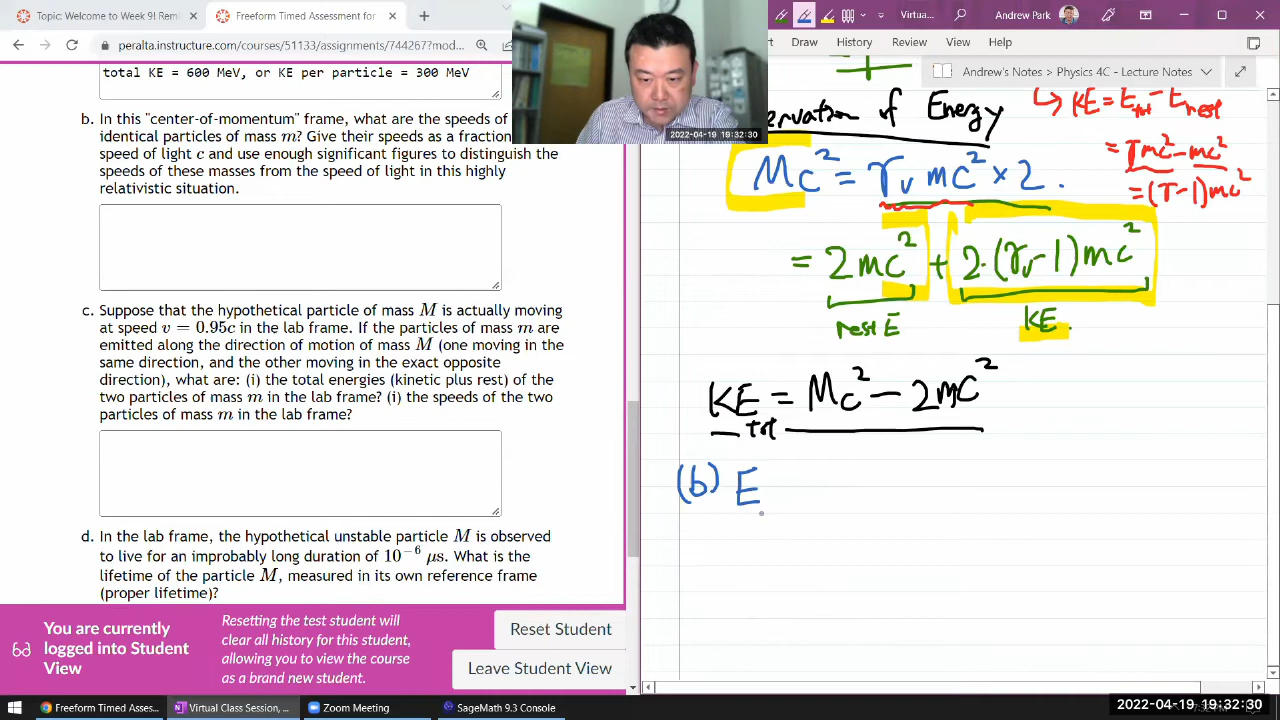 Topic: Welcome to Week 9! Rem
Freeform Timed Assessment for
peralta.instructure.com/courses/51133/assignments/7442677mod...
total KE = 600 MeV, or KE per particle = 300 MeV
b. In this "center-of-momentum" frame, what are the speeds of
identical particles of mass m? Give their speeds as a fraction
speed of light c and use enough significant figures to distinguish the
speeds of these masses from the speed of light in this highly
relativistic situation.
c. Suppose that the hypothetical particle of mass M is actually moving
at speed v = 0.95c in the lab frame. If the particles of mass m are
emitted along the direction of motion of mass M (one moving in the
same direction, and the other moving in the exact opposite
direction), what are: (i) the total energies (kinetic plus rest) of the
two particles of mass m in the lab frame? (i) the speeds of the two
particles of mass m in the lab frame?
d. In the lab frame, the hypothetical unstable particle M is observed
to live for an improbably long duration of 10⁻⁶ μs. What is the
lifetime of the particle M, measured in its own reference frame
(proper lifetime)?
You are currently
logged into Student
View
Resetting the test student will
clear all history for this student,
allowing you to view the course
as a brand new student.
Reset Student
Leave Student View
2022-04-19 19:32:30
Virtua...
Andrew Park
Draw History Review View Help
Andrew's Notes › Physics 4C - Lecture Notes
ervation of Energy
↳ KE = E_tot - E_rest
= γmc² - mc²
= (γ-1)mc²
Mc² = γ_v mc² × 2.
= 2mc² + 2·(γ_v - 1)mc²
rest E
KE.
KE_tot = Mc² - 2mc²
(b) E
Freeform Timed Asses...
Virtual Class Session, ...
Zoom Meeting
SageMath 9.3 Console
2022-04-19 19:32:30